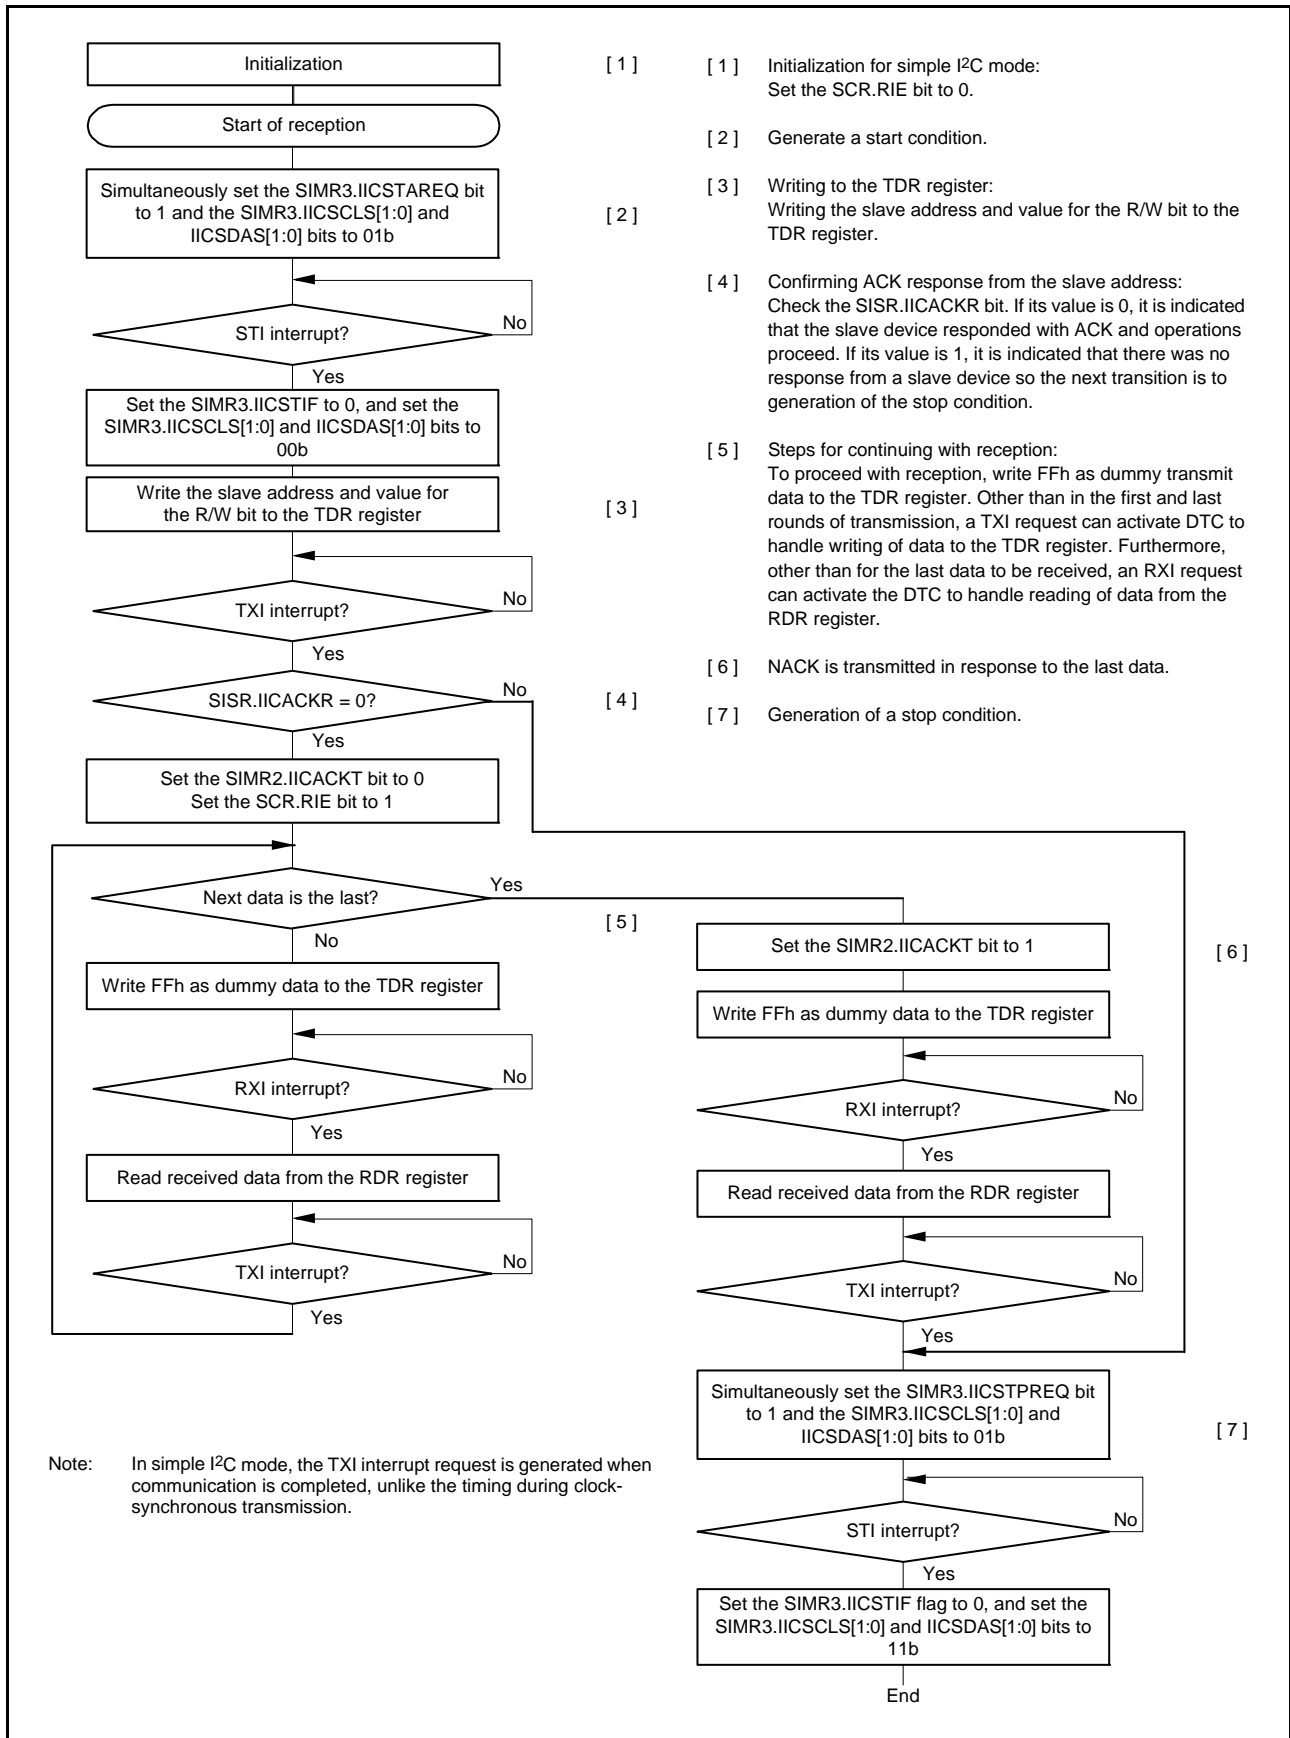 Initialization
[ 1 ]
Start of reception
Simultaneously set the SIMR3.IICSTAREQ bit
to 1 and the SIMR3.IICSCLS[1:0] and
IICSDAS[1:0] bits to 01b
[ 2 ]
STI interrupt?
No
Yes
Set the SIMR3.IICSTIF to 0, and set the
SIMR3.IICSCLS[1:0] and IICSDAS[1:0] bits to
00b
Write the slave address and value for
the R/W bit to the TDR register
[ 3 ]
TXI interrupt?
No
Yes
SISR.IICACKR = 0?
No
[ 4 ]
Yes
Set the SIMR2.IICACKT bit to 0
Set the SCR.RIE bit to 1
Next data is the last?
Yes
[ 5 ]
No
Write FFh as dummy data to the TDR register
RXI interrupt?
No
Yes
Read received data from the RDR register
TXI interrupt?
No
Yes
[ 1 ] Initialization for simple I2C mode:
Set the SCR.RIE bit to 0.
[ 2 ] Generate a start condition.
[ 3 ] Writing to the TDR register:
Writing the slave address and value for the R/W bit to the
TDR register.
[ 4 ] Confirming ACK response from the slave address:
Check the SISR.IICACKR bit. If its value is 0, it is indicated
that the slave device responded with ACK and operations
proceed. If its value is 1, it is indicated that there was no
response from a slave device so the next transition is to
generation of the stop condition.
[ 5 ] Steps for continuing with reception:
To proceed with reception, write FFh as dummy transmit
data to the TDR register. Other than in the first and last
rounds of transmission, a TXI request can activate DTC to
handle writing of data to the TDR register. Furthermore,
other than for the last data to be received, an RXI request
can activate the DTC to handle reading of data from the
RDR register.
[ 6 ] NACK is transmitted in response to the last data.
[ 7 ] Generation of a stop condition.
Set the SIMR2.IICACKT bit to 1
[ 6 ]
Write FFh as dummy data to the TDR register
RXI interrupt?
No
Yes
Read received data from the RDR register
TXI interrupt?
No
Yes
Simultaneously set the SIMR3.IICSTPREQ bit
to 1 and the SIMR3.IICSCLS[1:0] and
IICSDAS[1:0] bits to 01b
[ 7 ]
STI interrupt?
No
Yes
Set the SIMR3.IICSTIF flag to 0, and set the
SIMR3.IICSCLS[1:0] and IICSDAS[1:0] bits to
11b
End
Note: In simple I2C mode, the TXI interrupt request is generated when
communication is completed, unlike the timing during clock-
synchronous transmission.